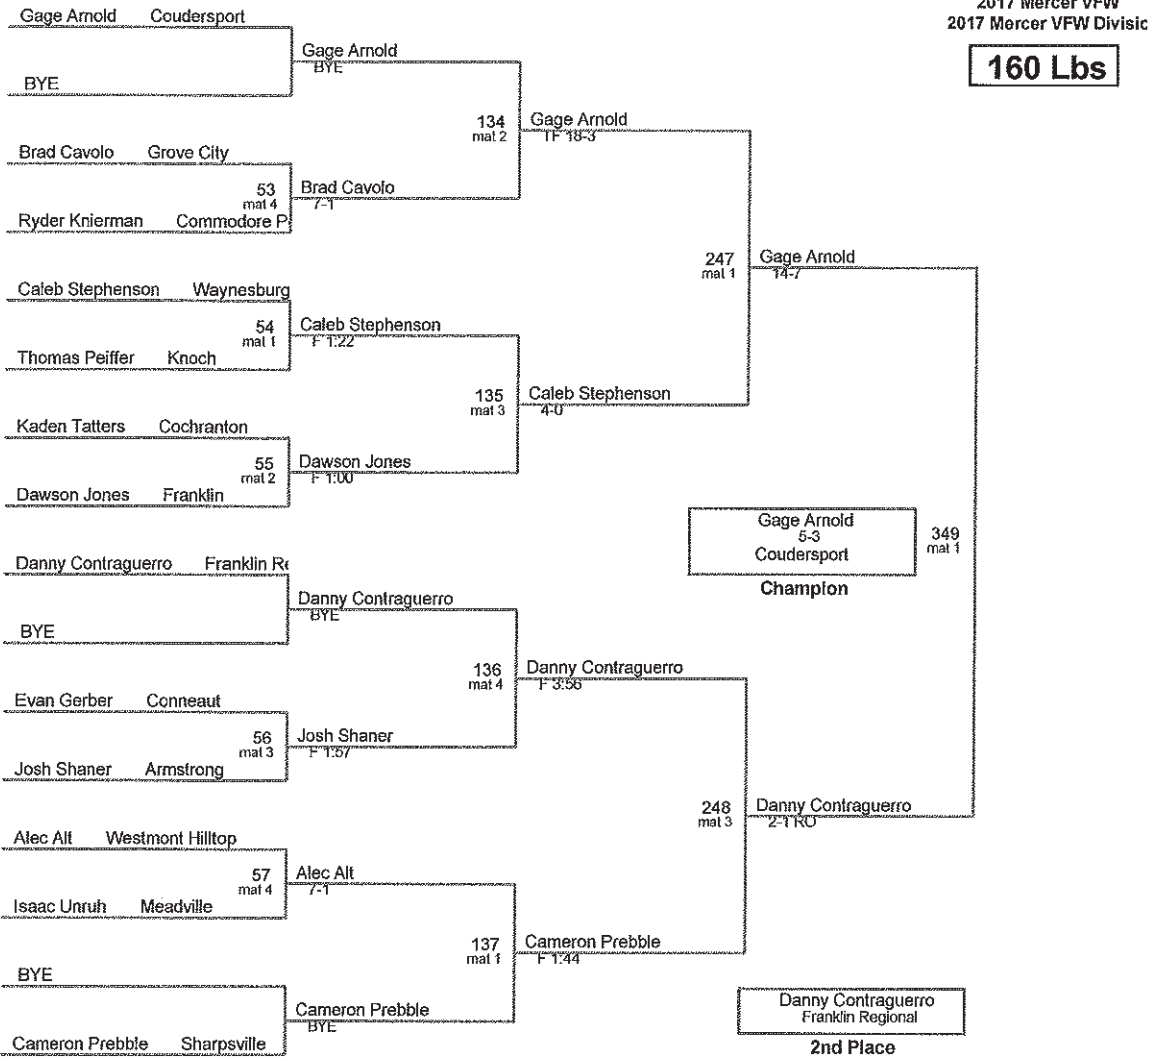 2017 Mercer VFW
2017 Mercer VFW Divisic
160 Lbs
Gage Arnold Coudersport
Gage Arnold
BYE
BYE
134
mat 2
Gage Arnold
TF 18-3
Brad Cavolo Grove City
53
mat 4
Brad Cavolo
7-1
Ryder Knierman Commodore P
247
mat 1
Gage Arnold
14-7
Caleb Stephenson Waynesburg
54
mat 1
Caleb Stephenson
F 1:22
Thomas Peiffer Knoch
135
mat 3
Caleb Stephenson
4-0
Kaden Tatters Cochranton
55
mat 2
Dawson Jones
F 1:00
Dawson Jones Franklin
Gage Arnold
5-3
Coudersport
Champion
349
mat 1
Danny Contraguerro Franklin Re
Danny Contraguerro
BYE
BYE
136
mat 4
Danny Contraguerro
F 3:56
Evan Gerber Conneaut
56
mat 3
Josh Shaner
F 1:57
Josh Shaner Armstrong
248
mat 3
Danny Contraguerro
2-1 RO
Alec Alt Westmont Hilltop
57
mat 4
Alec Alt
7-1
Isaac Unruh Meadville
137
mat 1
Cameron Prebble
F 1:44
BYE
Cameron Prebble
BYE
Cameron Prebble Sharpsville
Danny Contraguerro
Franklin Regional
2nd Place